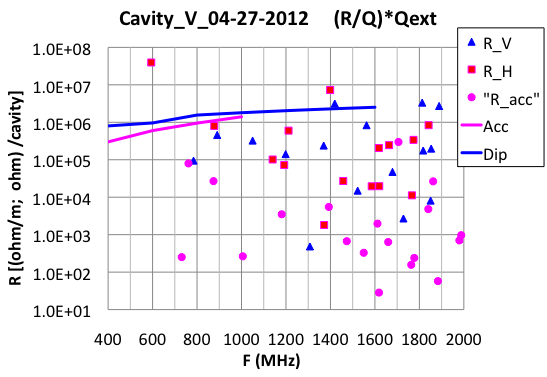 Cavity_V_04-27-2012 (R/Q)*Qext
R_V
R_H
"R_acc"
Acc
Dip
R [(ohm/m; ohm) /cavity]
1.0E+08
1.0E+07
1.0E+06
1.0E+05
1.0E+04
1.0E+03
1.0E+02
1.0E+01
400 600 800 1000 1200 1400 1600 1800 2000
F (MHz)